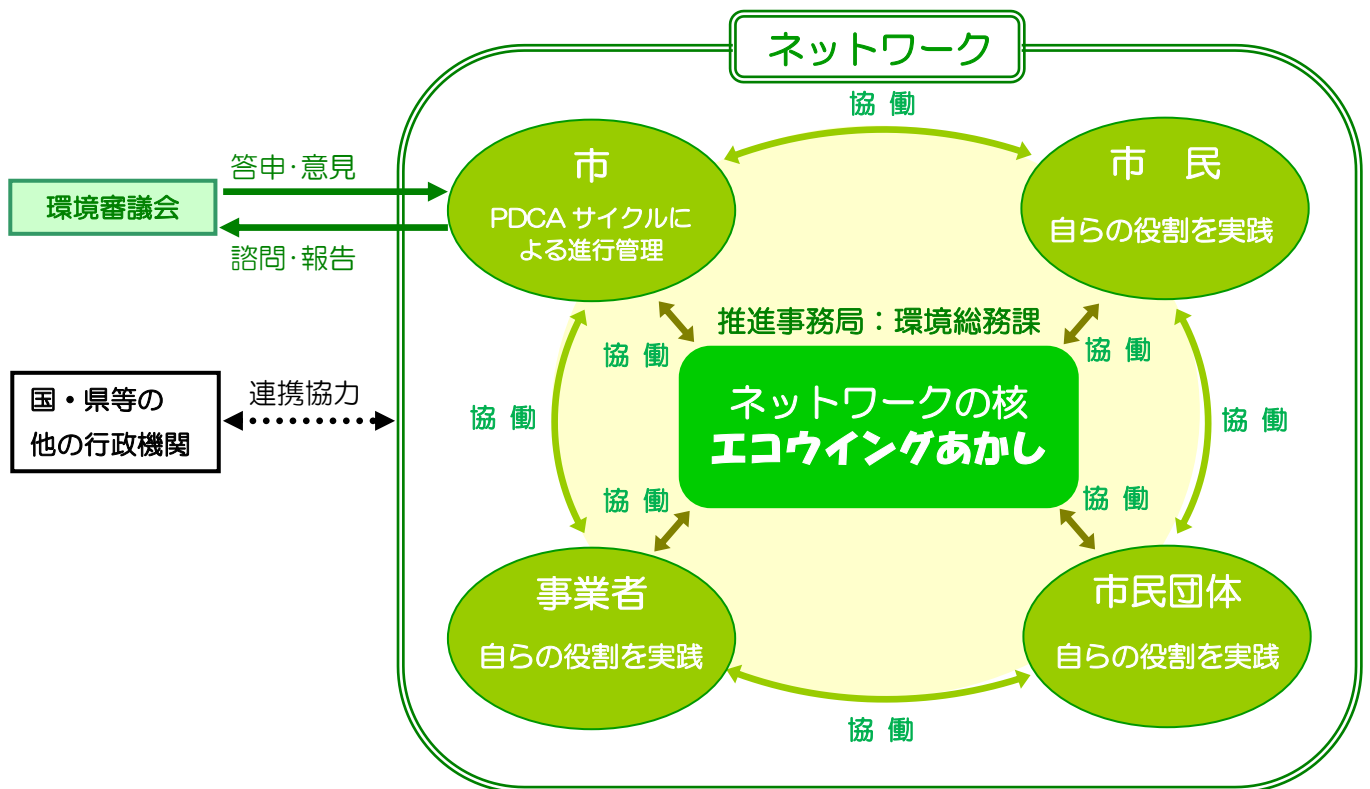 ネットワーク
協 働
市
PDCA サイクルに
よる進行管理
市 民
自らの役割を実践
答申・意見
環境審議会
諮問・報告
推進事務局：環境総務課
協 働
協 働
ネットワークの核
エコウイングあかし
国・県等の
他の行政機関
連携協力
協 働
協 働
協 働
協 働
事業者
自らの役割を実践
市民団体
自らの役割を実践
協 働